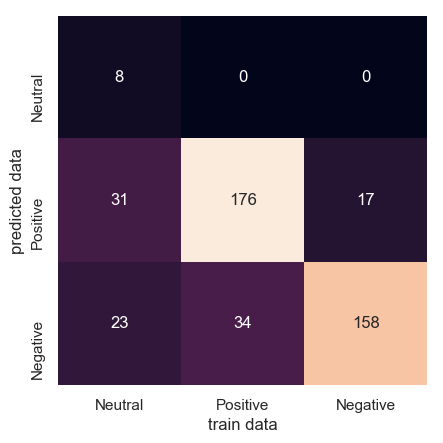 Neutral
8 0 0
predicted data
Positive
31 176 17
Negative
23 34 158
Neutral Positive Negative
train data